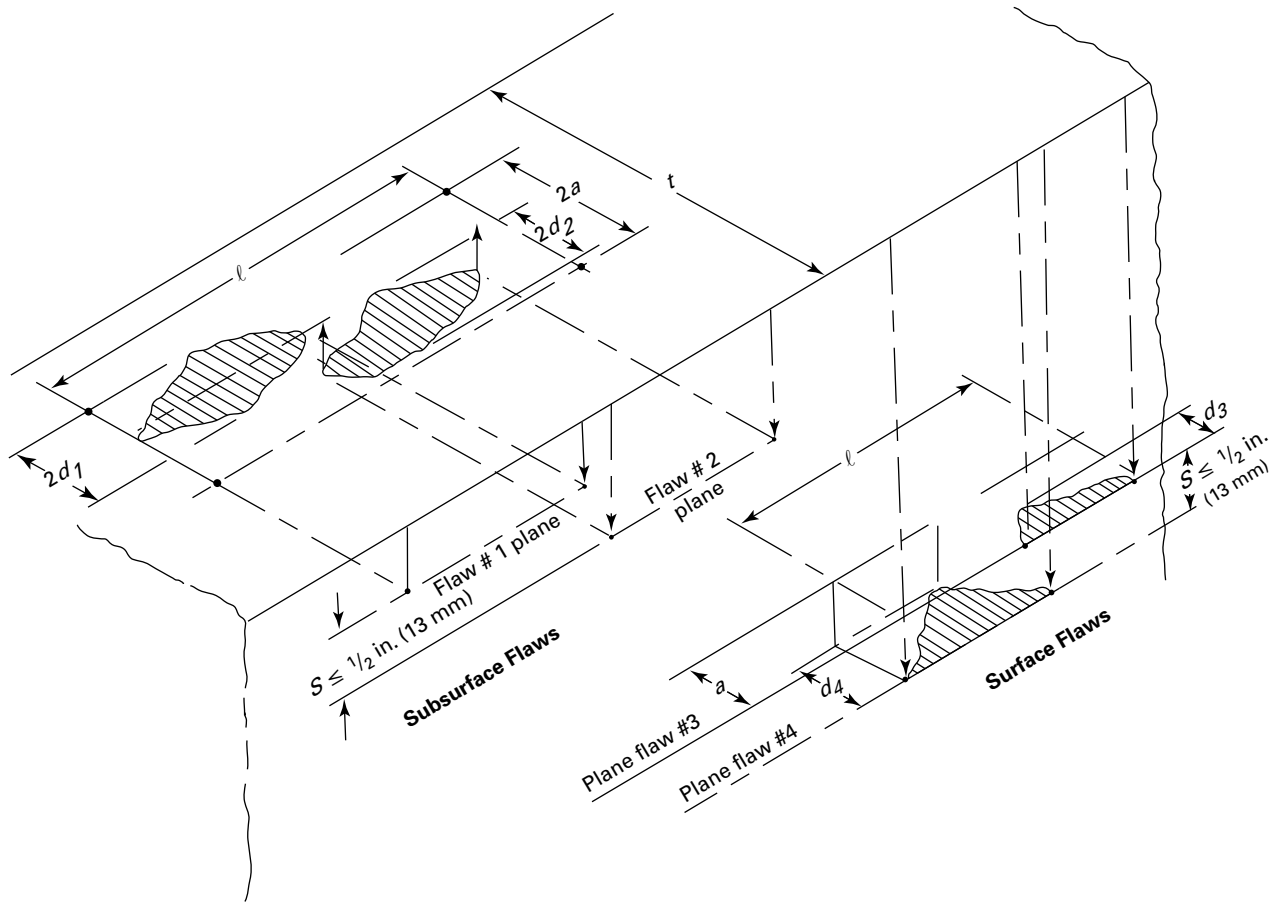 t
2a
2d2
ℓ
2d1
d3
S ≤ 1/2 in.
(13 mm)
ℓ
Flaw # 2
plane
Flaw # 1 plane
S ≤ 1/2 in. (13 mm)
Subsurface Flaws
Surface Flaws
a
d4
Plane flaw #3
Plane flaw #4